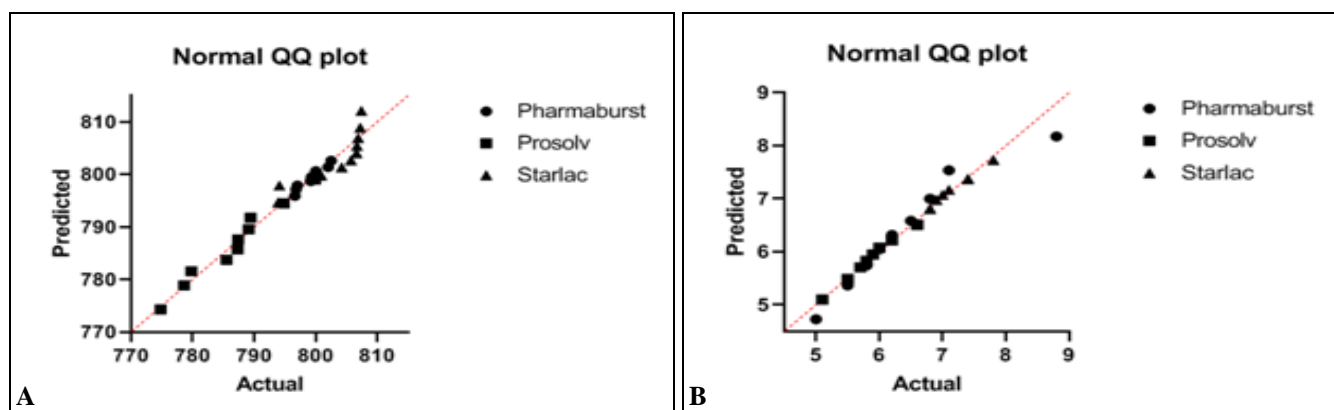 Normal QQ plot
810
800
790
780
770
Predicted
770 780 790 800 810
Actual
Pharmaburst
Prosolv
Starlac
A
Normal QQ plot
9
8
7
6
5
Predicted
5 6 7 8 9
Actual
Pharmaburst
Prosolv
Starlac
B